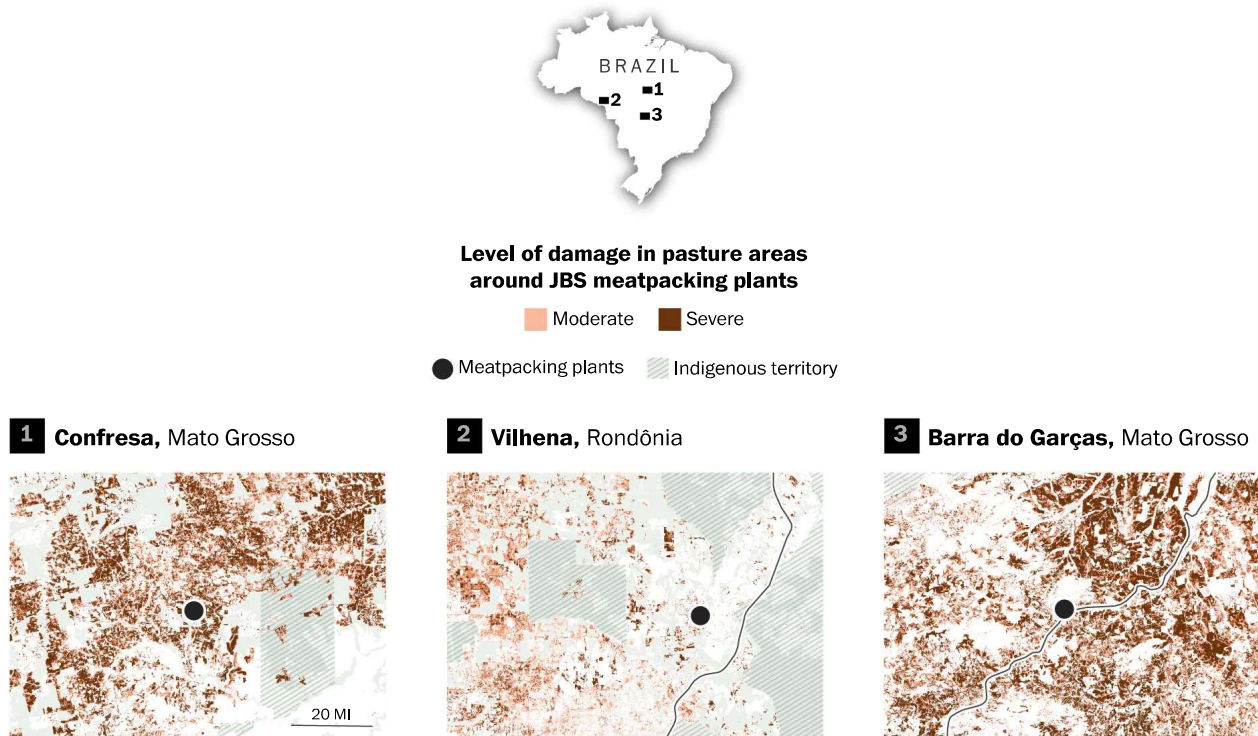 BRAZIL
1
2
3
Level of damage in pasture areas
around JBS meatpacking plants
Moderate Severe
Meatpacking plants Indigenous territory
1 Confresa, Mato Grosso
2 Vilhena, Rondônia
3 Barra do Garças, Mato Grosso
20 MI